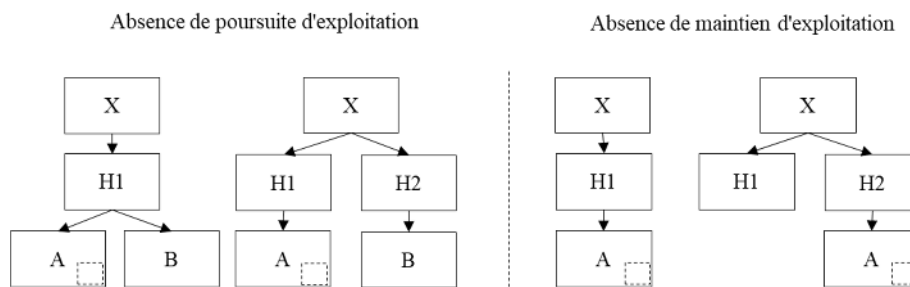 Absence de poursuite d'exploitation
Absence de maintien d'exploitation
X
X
X
X
H1
H1
H2
H1
H1
H2
A
B
A
B
A
A